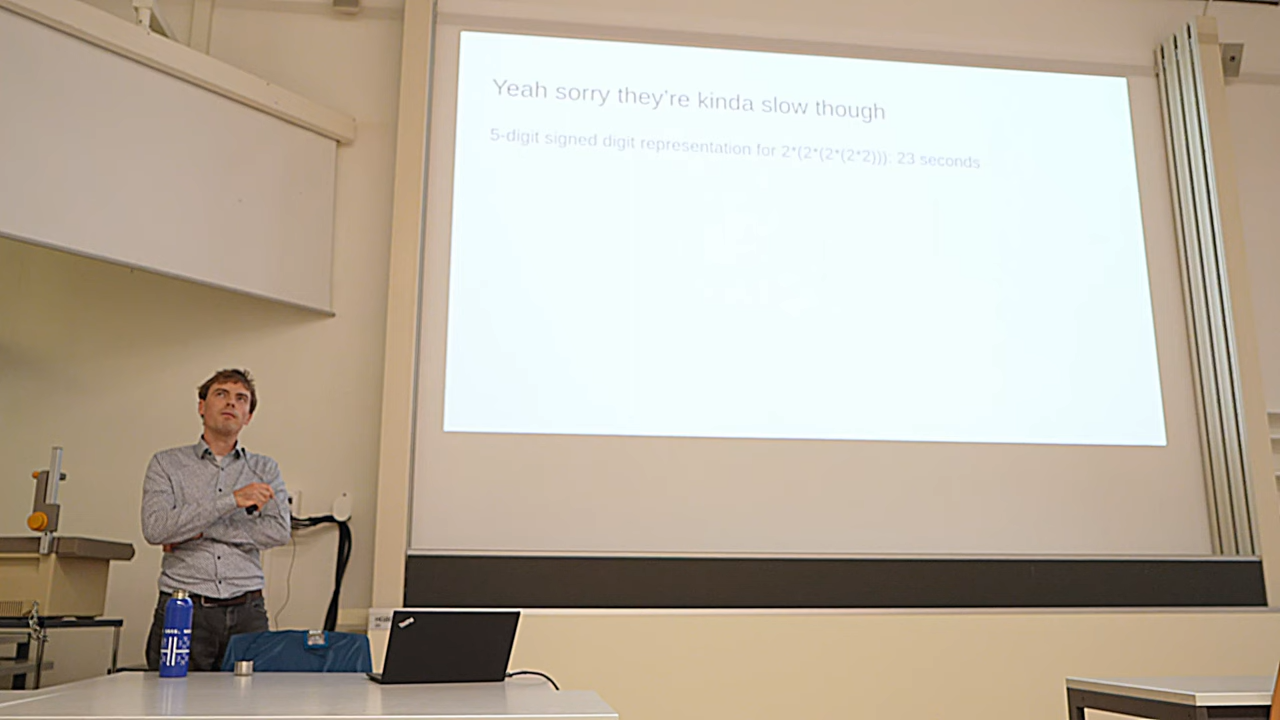 Yeah sorry they're kinda slow though
5-digit signed digit representation for 2*(2*(2*(2*2))): 23 seconds
ThinkPad